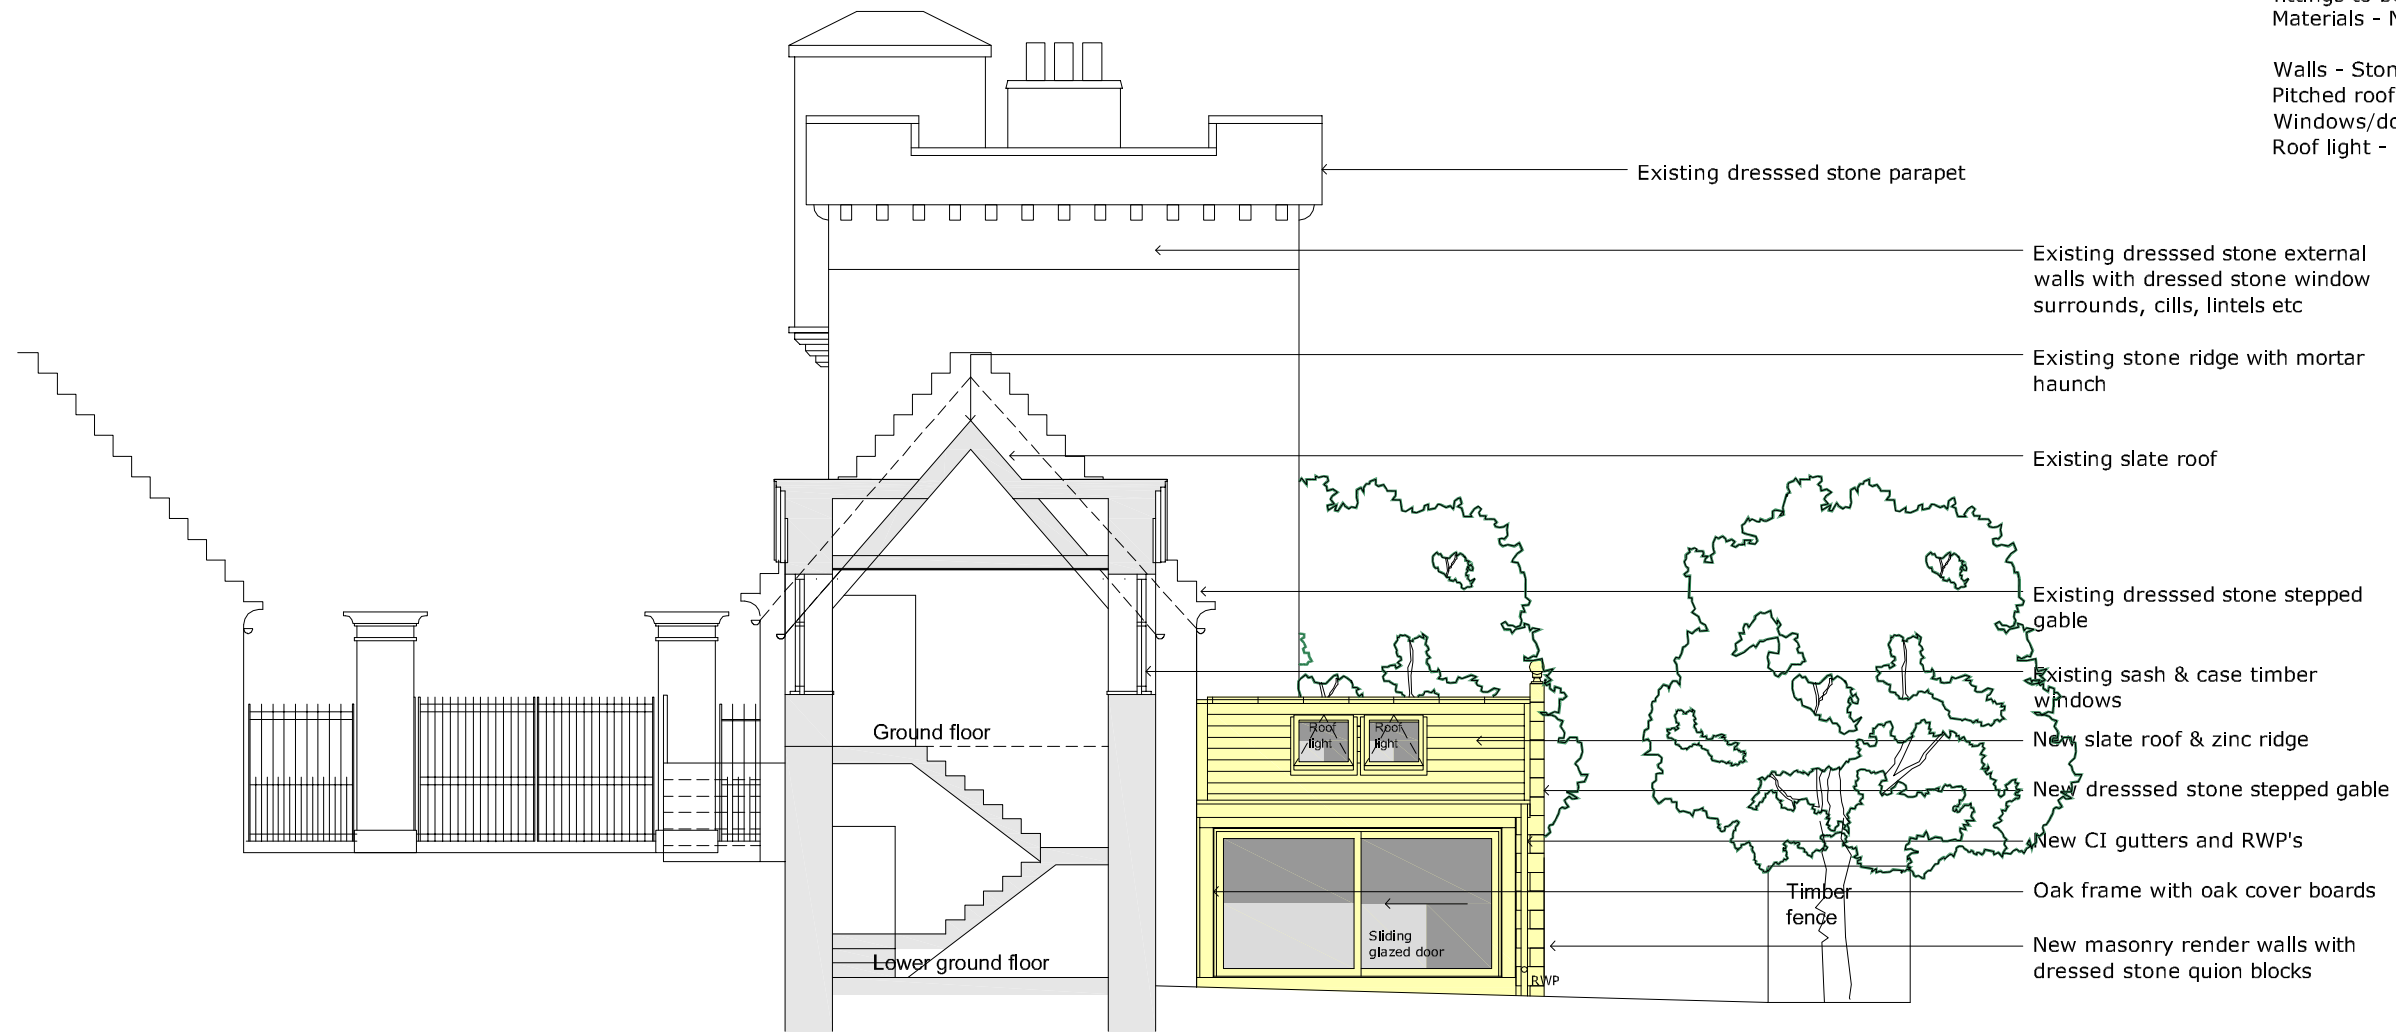 Materials -
Walls -
Pitched roof
Roof light -
Existing dresssed stone parapet
Existing dresssed stone external
walls with dressed stone window
surrounds, cills, lintels etc
Existing stone ridge with mortar
haunch
Existing slate roof
Existing dresssed stone stepped
gable
Existing sash & case timber
windows
Ground floor
Roof
light
Roof
light
New slate roof & zinc ridge
New dresssed stone stepped gable
New CI gutters and RWP's
Timber
fence
Oak frame with oak cover boards
Sliding
glazed door
New masonry render walls with
dressed stone quion blocks
Lower ground floor
RWP